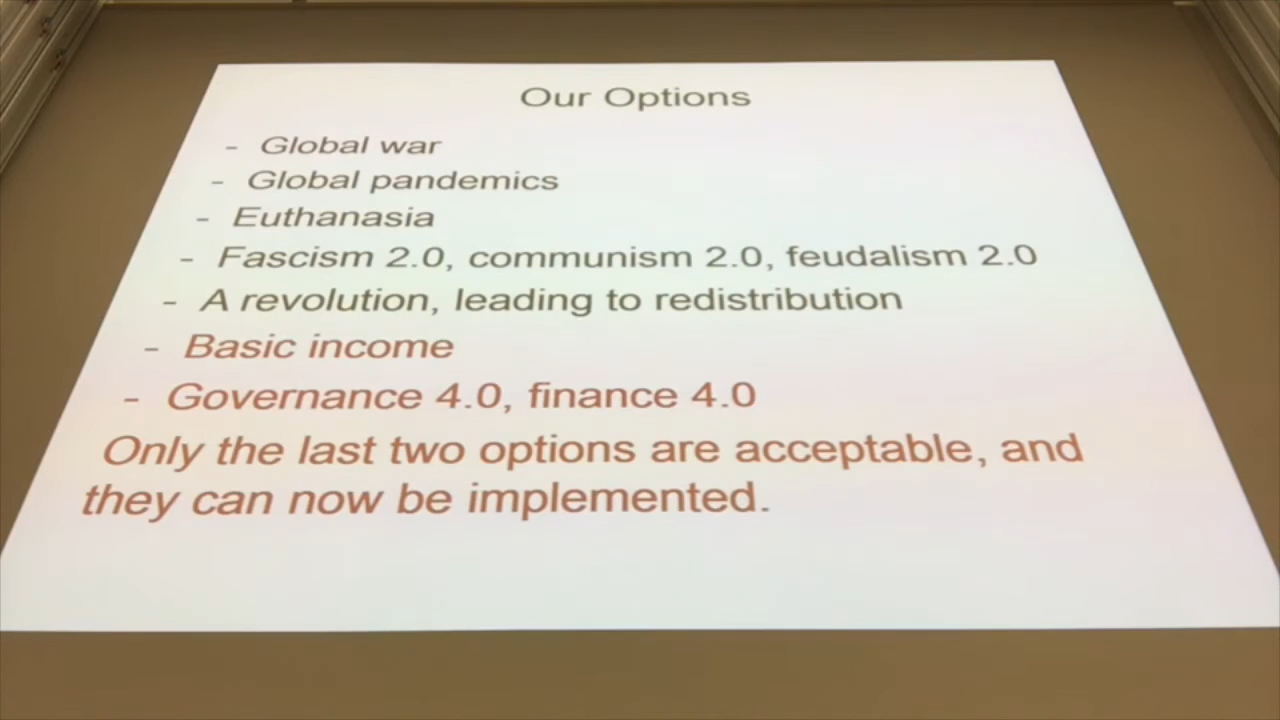 Our Options
- Global war
- Global pandemics
- Euthanasia
- Fascism 2.0, communism 2.0, feudalism 2.0
- A revolution, leading to redistribution
- Basic income
- Governance 4.0, finance 4.0
Only the last two options are acceptable, and
they can now be implemented.